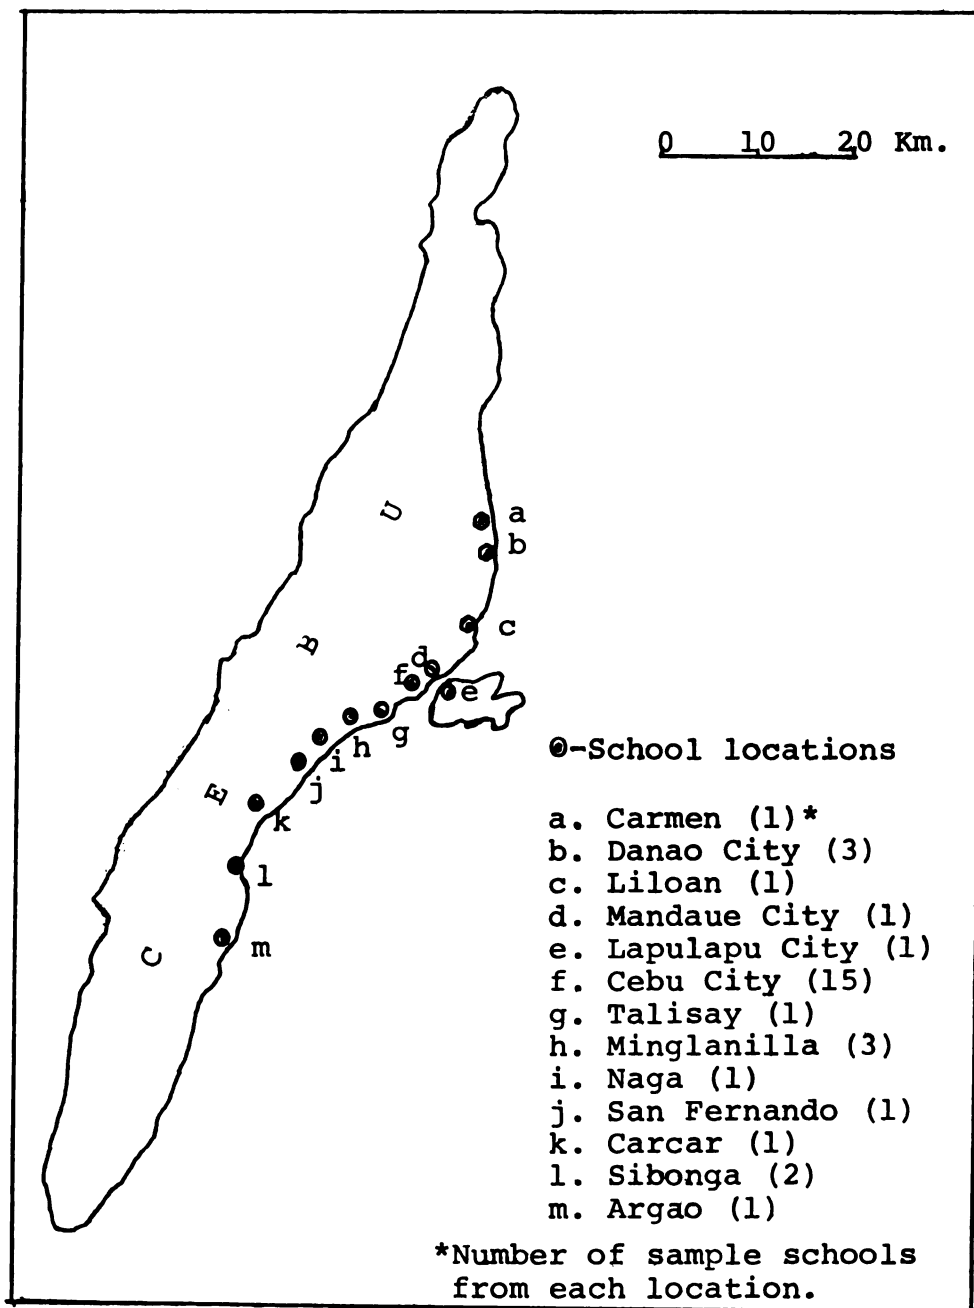 0 10 20 Km.
U
a
b
B
c
d
f
e
g
h
i
E
j
k
l
C
m
-School locations
a. Carmen (1)*
b. Danao City (3)
c. Liloan (1)
d. Mandaue City (1)
e. Lapulapu City (1)
f. Cebu City (15)
g. Talisay (1)
h. Minglanilla (3)
i. Naga (1)
j. San Fernando (1)
k. Carcar (1)
l. Sibonga (2)
m. Argao (1)
*Number of sample schools
from each location.